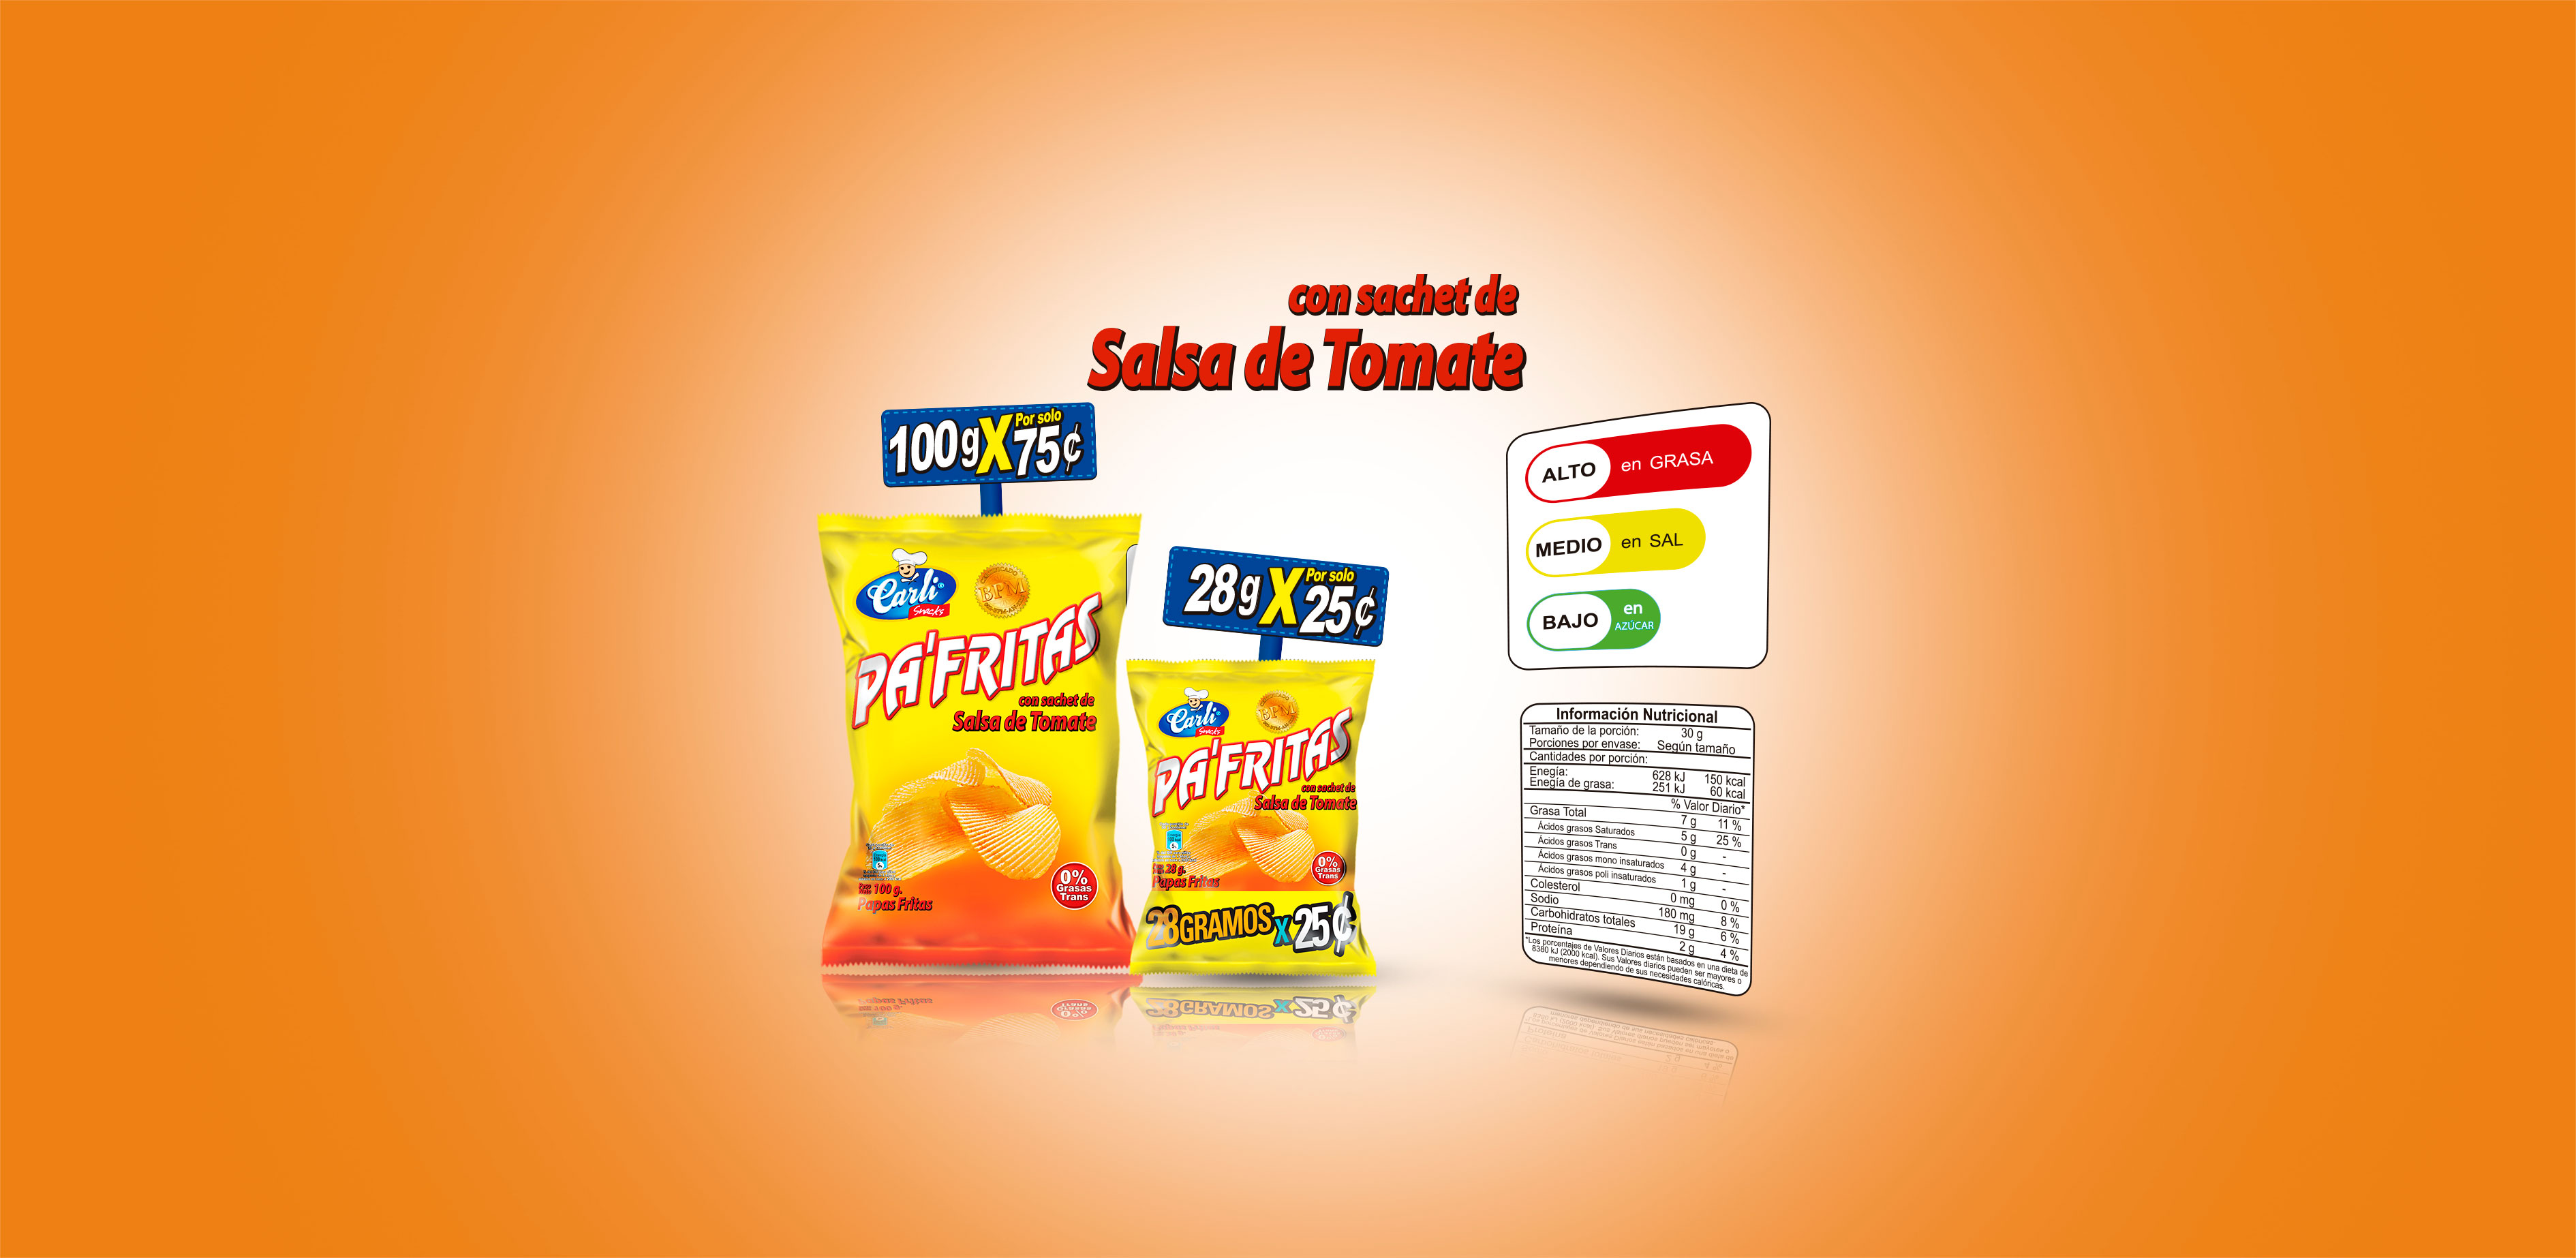 con sachet de
Salsa de Tomate
100g X Por solo 75¢
Carli®
Snacks
BPM
PA'FRITAS
con sachet de
Salsa de Tomate
0%
Grasas
Trans
100 g.
Papas Fritas
28g X Por solo 25¢
Carli®
Snacks
BPM
PA'FRITAS
con sachet de
Salsa de Tomate
0%
Grasas
Trans
28 g.
Papas Fritas
28 GRAMOS X 25¢
ALTO en GRASA
MEDIO en SAL
BAJO en AZÚCAR
Información Nutricional
Tamaño de la porción: 30 g
Porciones por envase: Según tamaño
Cantidades por porción:
Enegía: 628 kJ 150 kcal
Enegía de grasa: 251 kJ 60 kcal
% Valor Diario*
Grasa Total 7 g 11 %
Ácidos grasos Saturados 5 g 25 %
Ácidos grasos Trans 0 g -
Ácidos grasos mono insaturados 4 g -
Ácidos grasos poli insaturados 1 g -
Colesterol 0 mg 0 %
Sodio 180 mg 8 %
Carbohidratos totales 19 g 6 %
Proteína 2 g 4 %
*Los porcentajes de Valores Diarios están basados en una dieta de
8380 kJ (2000 kcal). Sus Valores diarios pueden ser mayores o
menores dependiendo de sus necesidades calóricas.